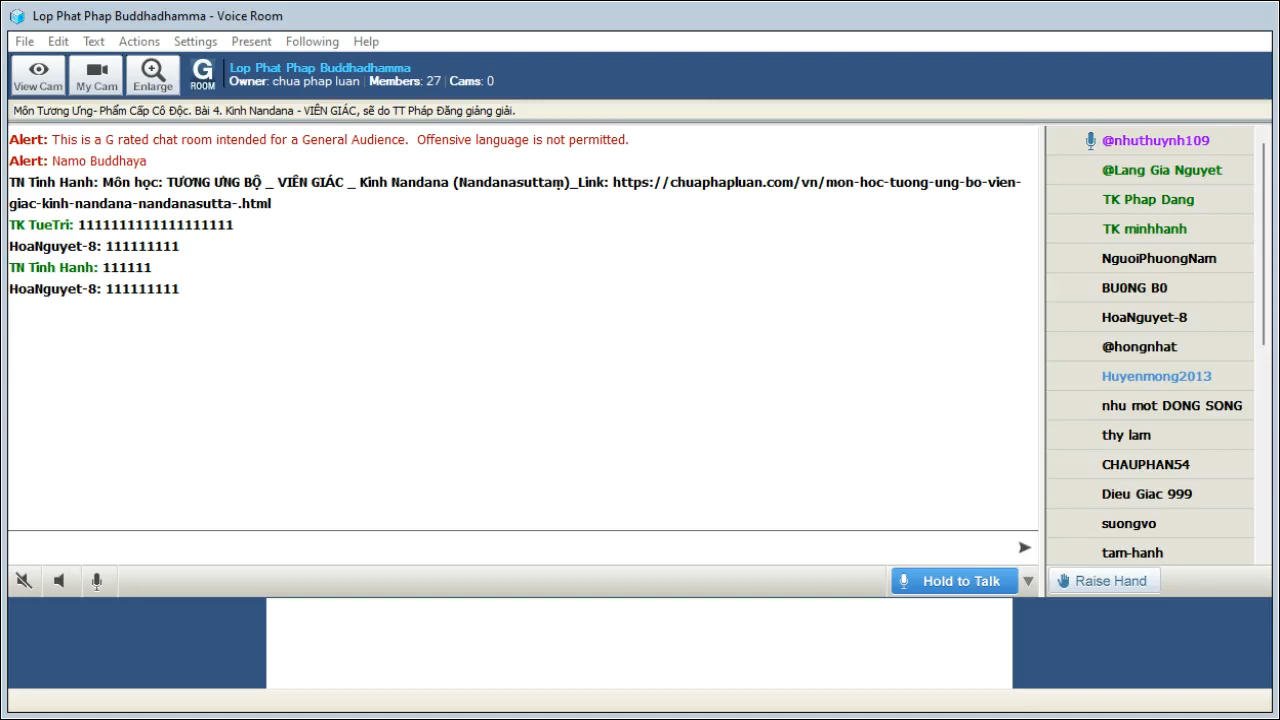 Lop Phat Phap Buddhadhamma - Voice Room
File Edit Text Actions Settings Present Following Help
View Cam My Cam Enlarge G ROOM
Lop Phat Phap Buddhadhamma
Owner: chua phap luan Members: 27 Cams: 0
Môn Tương Ưng- Phẩm Cấp Cô Độc. Bài 4. Kinh Nandana - VIÊN GIÁC, sẽ do TT Pháp Đăng giảng giải.
Alert: This is a G rated chat room intended for a General Audience. Offensive language is not permitted.
Alert: Namo Buddhaya
TN Tinh Hanh: Môn học: TƯƠNG ƯNG BỘ _ VIÊN GIÁC _ Kinh Nandana (Nandanasuttaṃ)_Link: https://chuaphapluan.com/vn/mon-hoc-tuong-ung-bo-vien-
giac-kinh-nandana-nandanasutta-.html
TK TueTri: 1111111111111111111
HoaNguyet-8: 111111111
TN Tinh Hanh: 111111
HoaNguyet-8: 111111111
@nhuthuynh109
@Lang Gia Nguyet
TK Phap Dang
TK minhhanh
NguoiPhuongNam
BU0NG B0
HoaNguyet-8
@hongnhat
Huyenmong2013
nhu mot DONG SONG
thy lam
CHAUPHAN54
Dieu Giac 999
suongvo
tam-hanh
Hold to Talk
Raise Hand